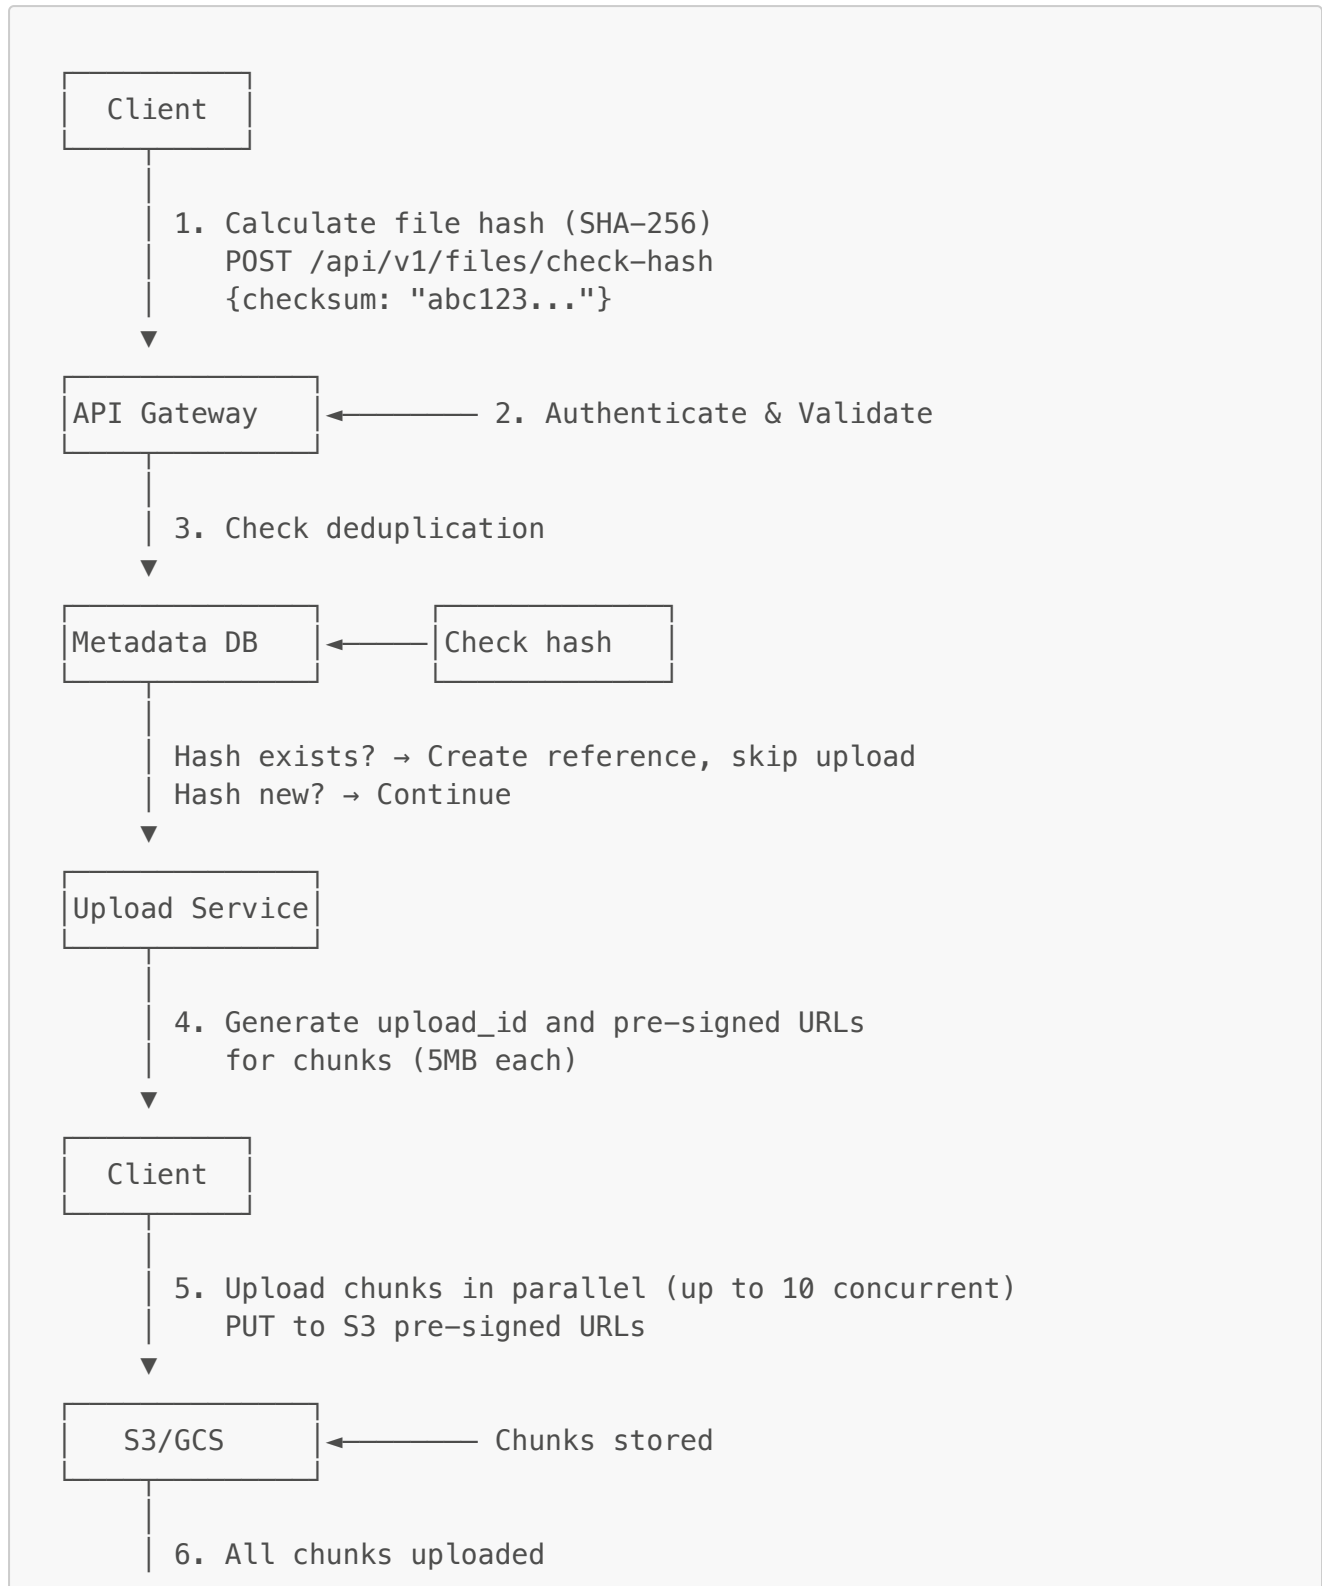 Client
1. Calculate file hash (SHA–256)
POST /api/v1/files/check–hash
{checksum: "abc123..."}
API Gateway
2. Authenticate & Validate
3. Check deduplication
Metadata DB
Check hash
Hash exists? → Create reference, skip upload
Hash new? → Continue
Upload Service
4. Generate upload_id and pre–signed URLs
for chunks (5MB each)
Client
5. Upload chunks in parallel (up to 10 concurrent)
PUT to S3 pre–signed URLs
S3/GCS
Chunks stored
6. All chunks uploaded